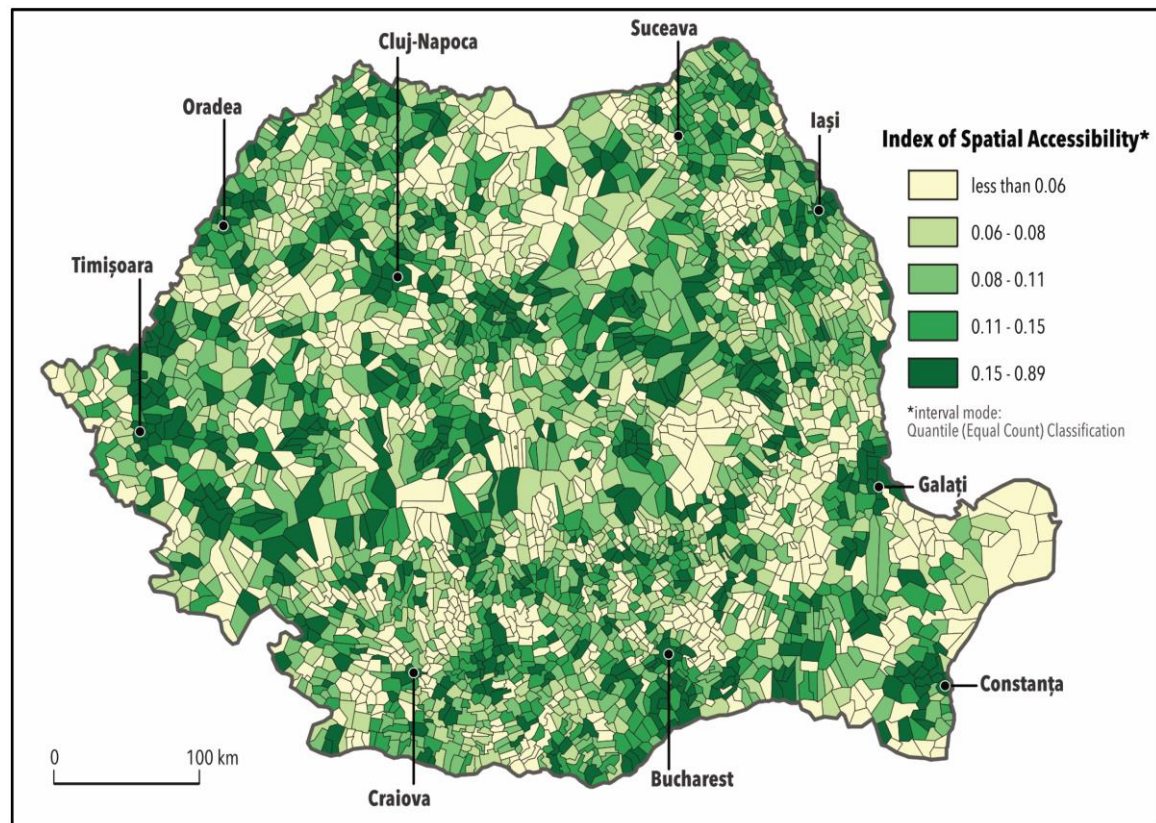 Suceava
Cluj-Napoca
Oradea
Iași
Timișoara
Index of Spatial Accessibility*
less than 0.06
0.06 - 0.08
0.08 - 0.11
0.11 - 0.15
0.15 - 0.89
*interval mode:
Quantile (Equal Count) Classification
Galați
Constanța
Bucharest
Craiova
0 100 km